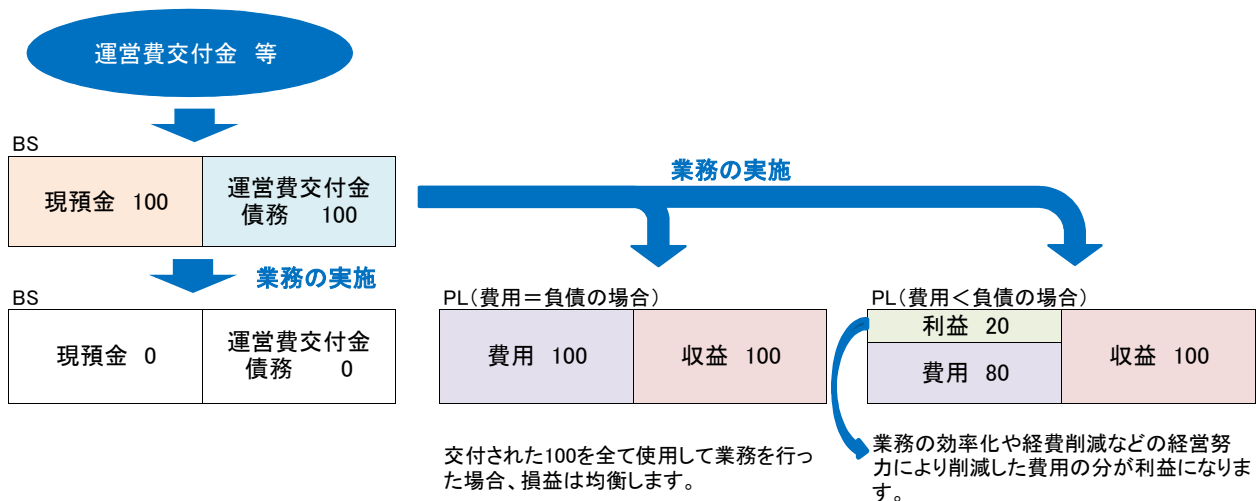 運営費交付金 等
BS
現預金 100
運営費交付金
債務 100
業務の実施
業務の実施
BS
現預金 0
運営費交付金
債務 0
PL(費用＝負債の場合)
費用 100
収益 100
PL(費用＜負債の場合)
利益 20
費用 80
収益 100
交付された100を全て使用して業務を行っ
た場合、損益は均衡します。
業務の効率化や経費削減などの経営努
力により削減した費用の分が利益になりま
す。